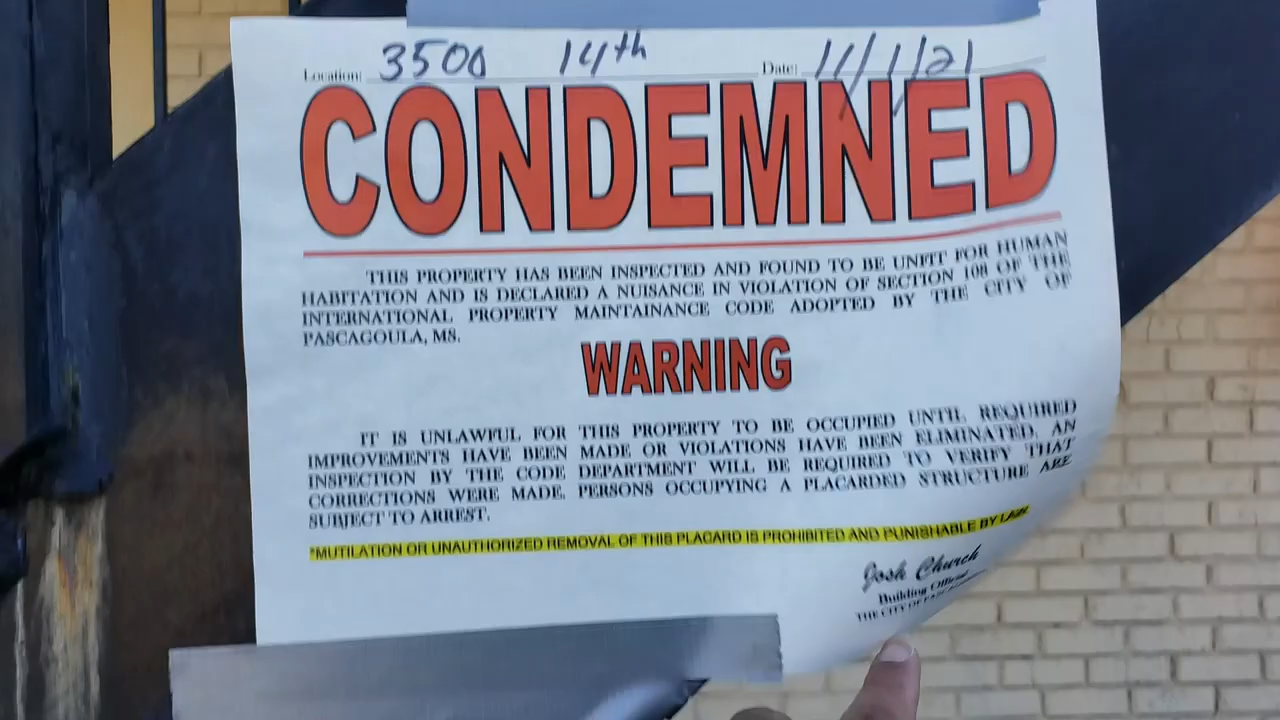 Location: 3500 14th Date: 11/1/21
CONDEMNED
THIS PROPERTY HAS BEEN INSPECTED AND FOUND TO BE UNFIT FOR HUMAN
HABITATION AND IS DECLARED A NUISANCE IN VIOLATION OF SECTION 108 OF THE
INTERNATIONAL PROPERTY MAINTAINANCE CODE ADOPTED BY THE CITY OF
PASCAGOULA, MS.
WARNING
IT IS UNLAWFUL FOR THIS PROPERTY TO BE OCCUPIED UNTIL REQUIRED
IMPROVEMENTS HAVE BEEN MADE OR VIOLATIONS HAVE BEEN ELIMINATED. AN
INSPECTION BY THE CODE DEPARTMENT WILL BE REQUIRED TO VERIFY THAT
CORRECTIONS WERE MADE. PERSONS OCCUPYING A PLACARDED STRUCTURE ARE
SUBJECT TO ARREST.
*MUTILATION OR UNAUTHORIZED REMOVAL OF THIS PLACARD IS PROHIBITED AND PUNISHABLE BY LAW.
Josh Church
Building Official
THE CITY OF